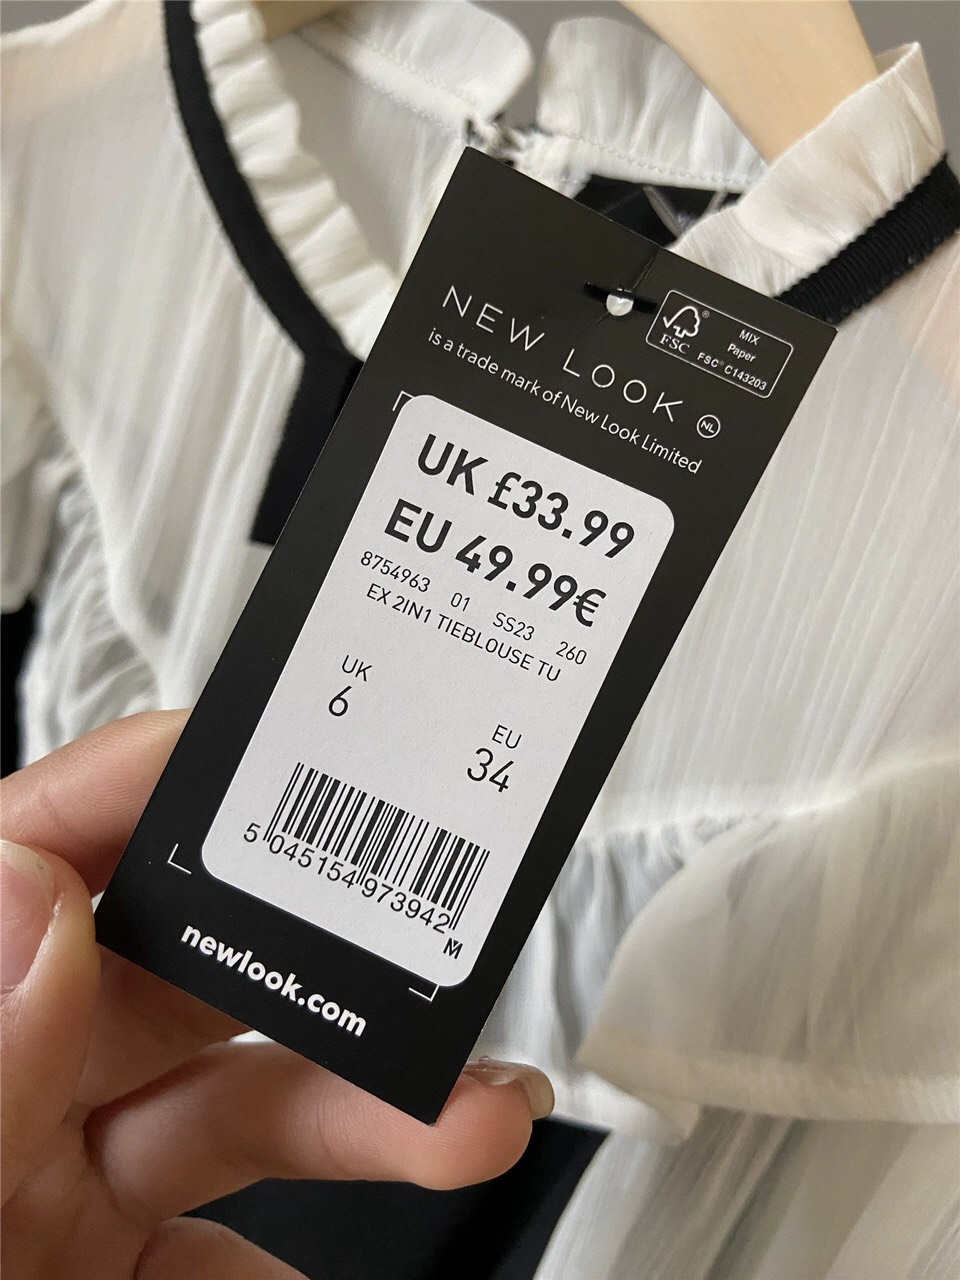 NEW LOOK NL
is a trade mark of New Look Limited
FSC®
MIX
Paper
FSC® C143203
UK £33.99
EU 49.99€
8754963 01 SS23 260
EX 2IN1 TIEBLOUSE TU
UK
6
EU
34
5 045154 973942
M
newlook.com